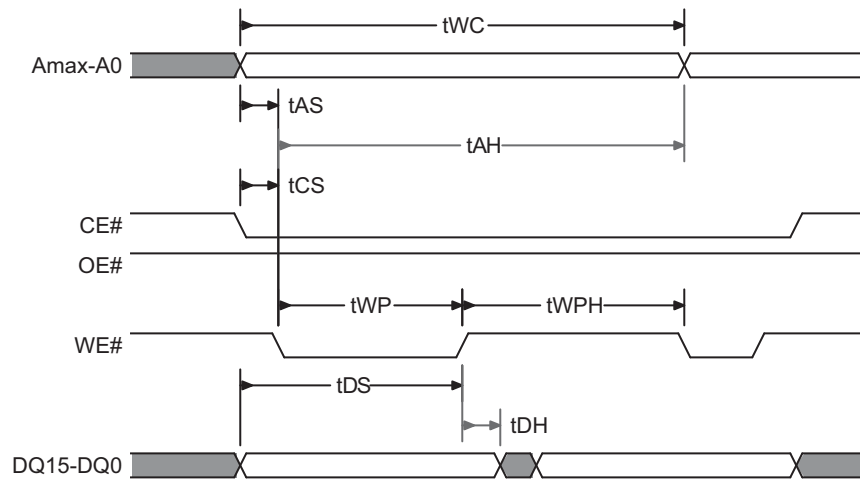 tWC
Amax-A0
tAS
tAH
tCS
CE#
OE#
tWP
tWPH
WE#
tDS
tDH
DQ15-DQ0